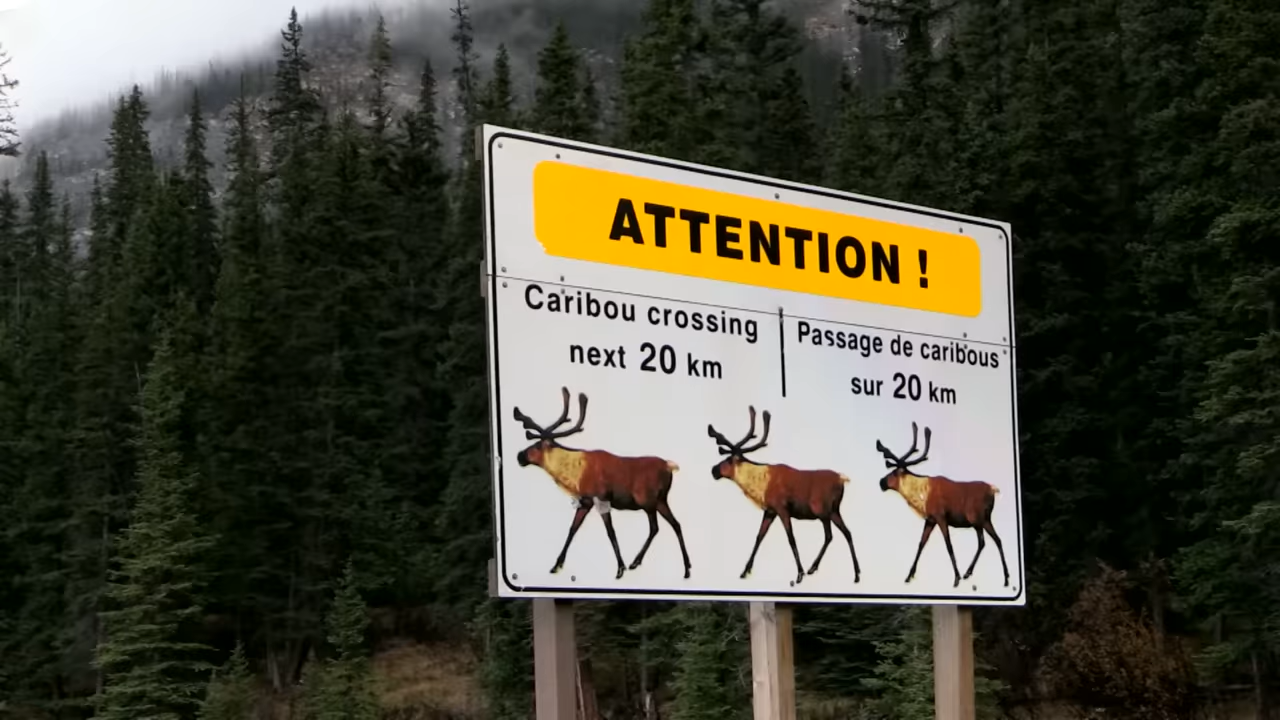 ATTENTION !
Caribou crossing
next 20 km
Passage de caribous
sur 20 km